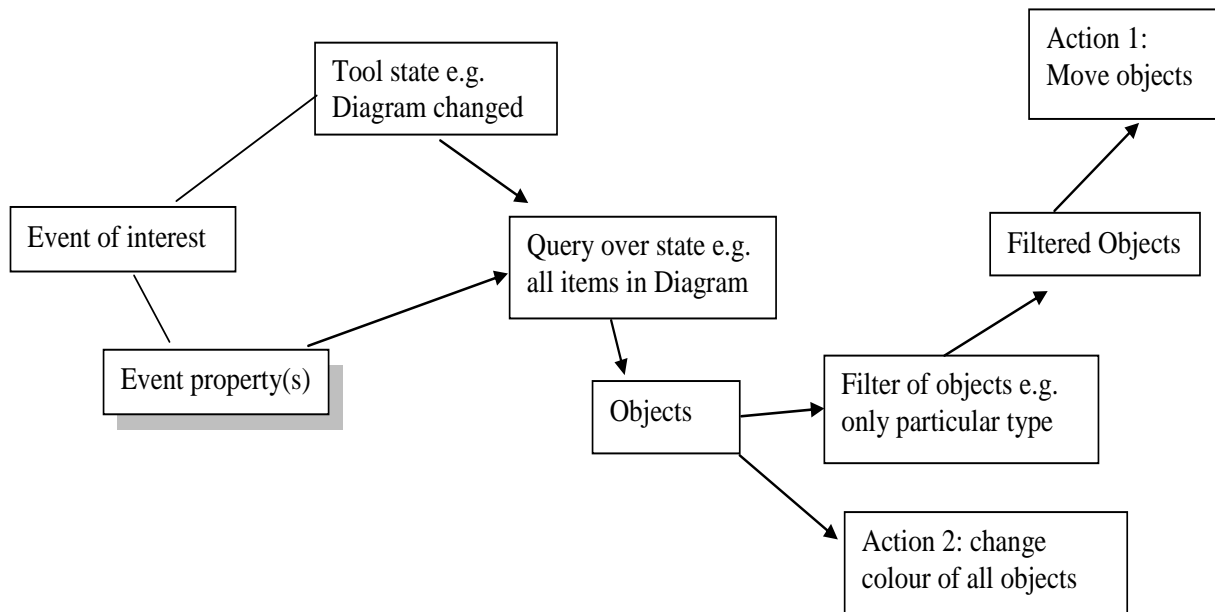 Action 1:
Move objects
Tool state e.g.
Diagram changed
Event of interest
Query over state e.g.
all items in Diagram
Filtered Objects
Event property(s)
Objects
Filter of objects e.g.
only particular type
Action 2: change
colour of all objects